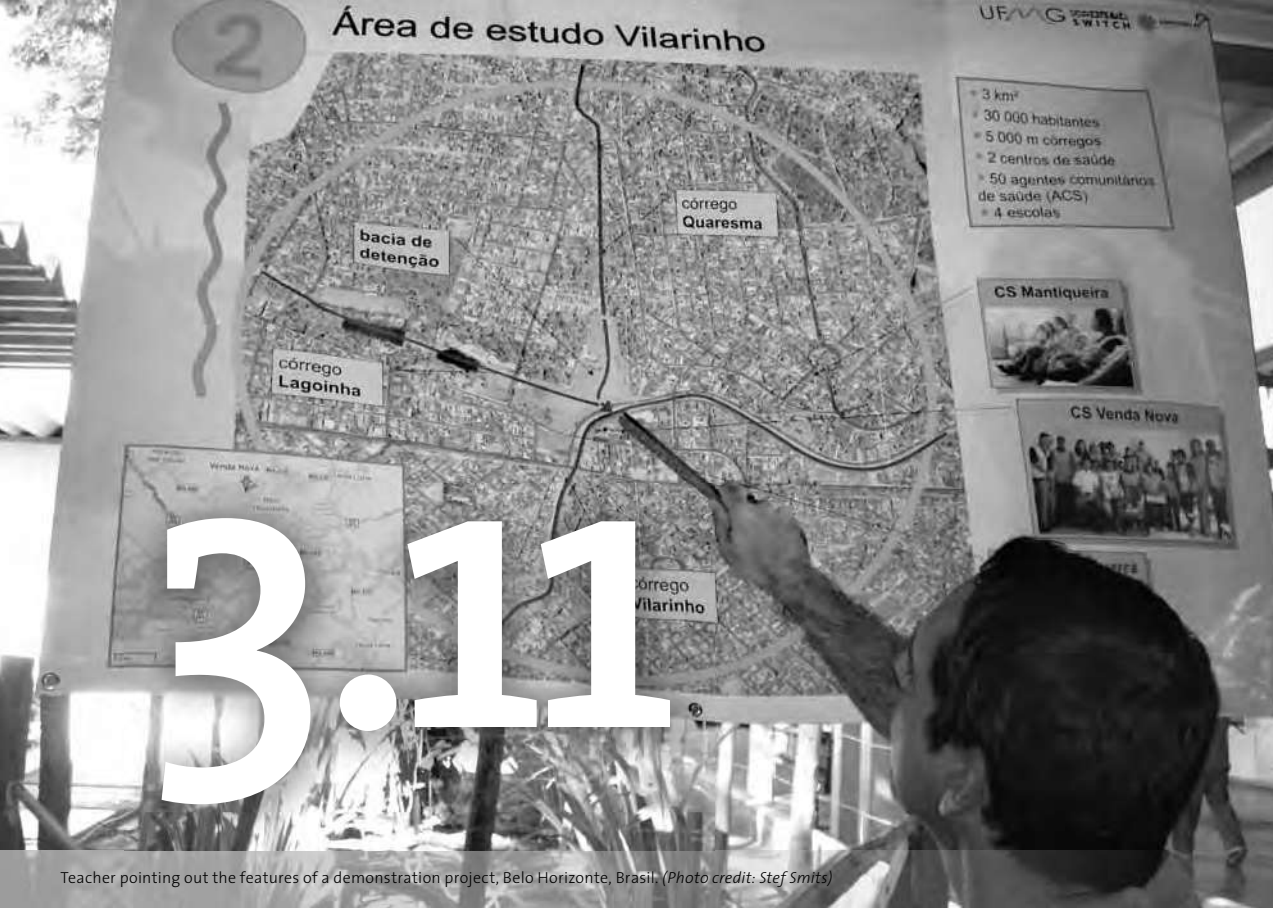 2
Área de estudo Vilarinho
UFMG
SWITCH
3 km²
30 000 habitantes
5 000 m córregos
2 centros de saúde
50 agentes comunitários
de saúde (ACS)
4 escolas
córrego
Quaresma
bacia de
detenção
CS Mantiqueira
córrego
Lagoinha
CS Venda Nova
Venda Nova
córrego
Vilarinho
3.11
Teacher pointing out the features of a demonstration project, Belo Horizonte, Brasil. (Photo credit: Stef Smits)